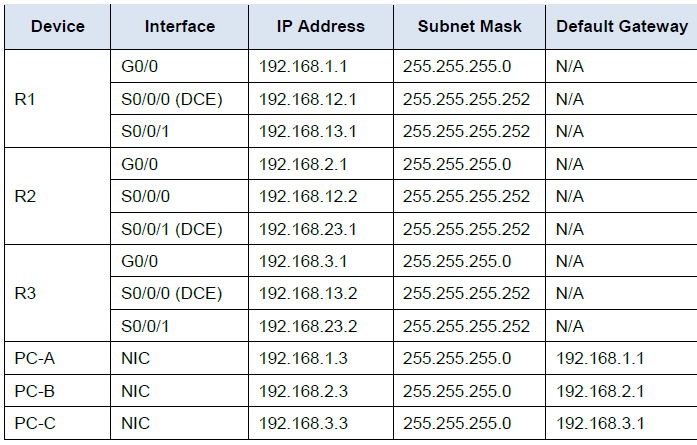 Device Interface IP Address Subnet Mask Default Gateway
R1 G0/0 192.168.1.1 255.255.255.0 N/A
S0/0/0 (DCE) 192.168.12.1 255.255.255.252 N/A
S0/0/1 192.168.13.1 255.255.255.252 N/A
R2 G0/0 192.168.2.1 255.255.255.0 N/A
S0/0/0 192.168.12.2 255.255.255.252 N/A
S0/0/1 (DCE) 192.168.23.1 255.255.255.252 N/A
R3 G0/0 192.168.3.1 255.255.255.0 N/A
S0/0/0 (DCE) 192.168.13.2 255.255.255.252 N/A
S0/0/1 192.168.23.2 255.255.255.252 N/A
PC-A NIC 192.168.1.3 255.255.255.0 192.168.1.1
PC-B NIC 192.168.2.3 255.255.255.0 192.168.2.1
PC-C NIC 192.168.3.3 255.255.255.0 192.168.3.1